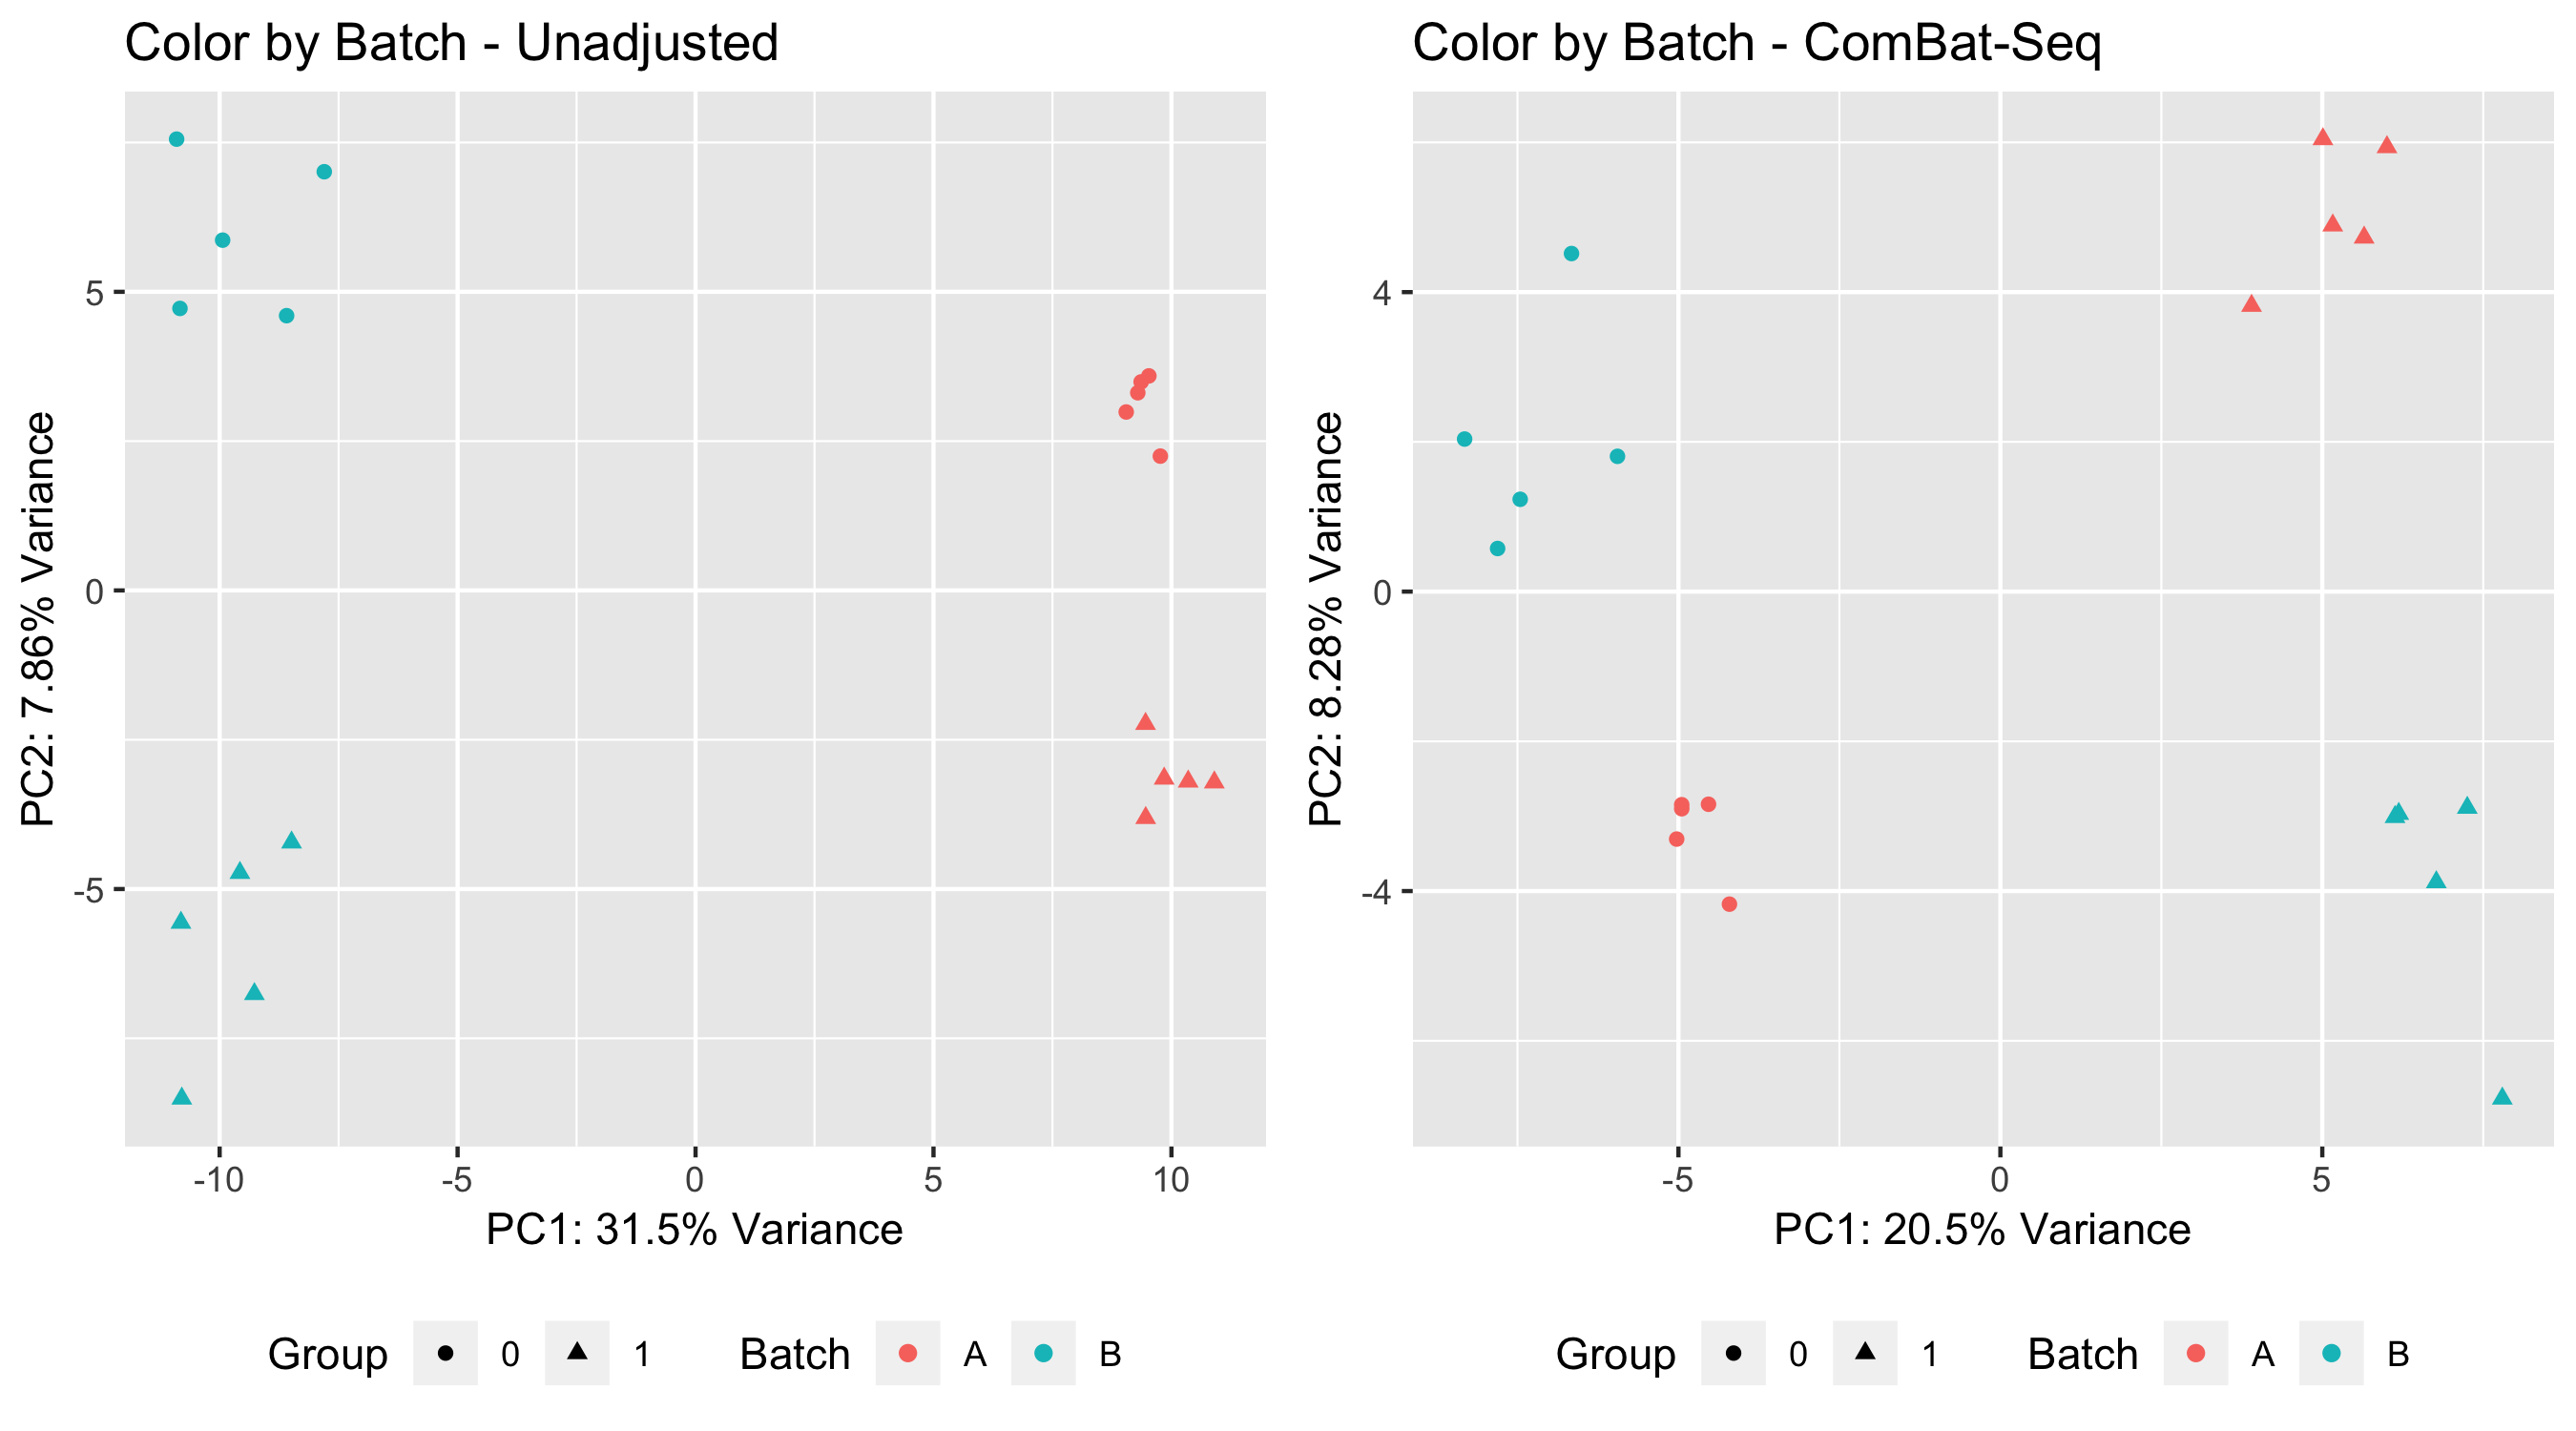 Color by Batch - Unadjusted
PC2: 7.86% Variance
5
0
-5
-10 -5 0 5 10
PC1: 31.5% Variance
Group 0 1 Batch A B
Color by Batch - ComBat-Seq
PC2: 8.28% Variance
4
0
-4
-5 0 5
PC1: 20.5% Variance
Group 0 1 Batch A B